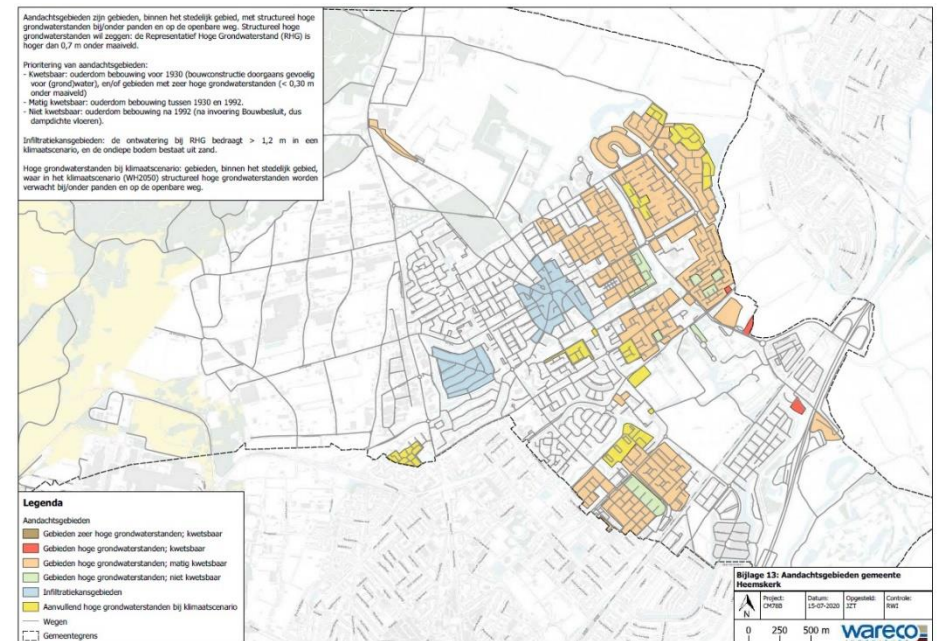 Aandachtsgebieden zijn gebieden, binnen het stedelijk gebied, met structureel hoge
grondwaterstanden bij/onder panden en op de openbare weg. Structureel hoge
grondwaterstanden wil zeggen: de Representatief Hoge Grondwaterstand (RHG) is
hoger dan 0,7 m onder maaiveld.
Prioritering van aandachtsgebieden:
- Kwetsbaar: ouderdom bebouwing voor 1930 (bouwconstructie doorgaans gevoelig
voor (grond)water), en/of gebieden met zeer hoge grondwaterstanden (< 0,30 m
onder maaiveld)
- Matig kwetsbaar: ouderdom bebouwing tussen 1930 en 1992.
- Niet kwetsbaar: ouderdom bebouwing na 1992 (na invoering Bouwbesluit, dus
dampdichte vloeren).
Infiltratiekansgebieden: de ontwatering bij RHG bedraagt > 1,2 m in een
klimaatscenario, en de ondiepe bodem bestaat uit zand.
Hoge grondwaterstanden bij klimaatscenario: gebieden, binnen het stedelijk gebied,
waar in het klimaatscenario (WH2050) structureel hoge grondwaterstanden worden
verwacht bij/onder panden en op de openbare weg.
Legenda
Aandachtsgebieden
Gebieden zeer hoge grondwaterstanden; kwetsbaar
Gebieden hoge grondwaterstanden; kwetsbaar
Gebieden hoge grondwaterstanden; matig kwetsbaar
Gebieden hoge grondwaterstanden; niet kwetsbaar
Infiltratiekansgebieden
Aanvullend hoge grondwaterstanden bij klimaatscenario
Wegen
Gemeentegrens
Bijlage 13: Aandachtsgebieden gemeente
Heemskerk
N
Project: Datum: Opgesteld: Controle:
CM78B 15-07-2020 JZT RWI
0 250 500 m
wareco